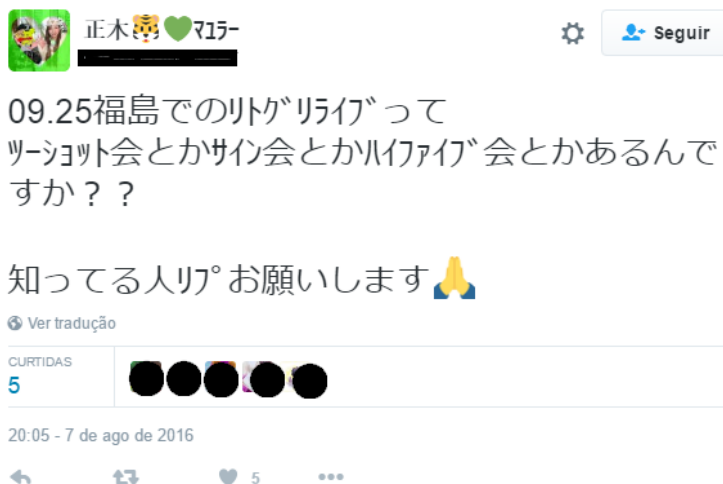 正木🐯💚ﾏﾕﾗｰ
Seguir
09.25福島でのﾘﾄｸﾞﾘﾗｲﾌﾞって
ﾂｰｼｮｯﾄ会とかｻｲﾝ会とかﾊｲﾌｧｲﾌﾞ会とかあるんで
すか？？
知ってる人ﾘﾌﾟお願いします🙏
Ver tradução
CURTIDAS
5
20:05 - 7 de ago de 2016
5